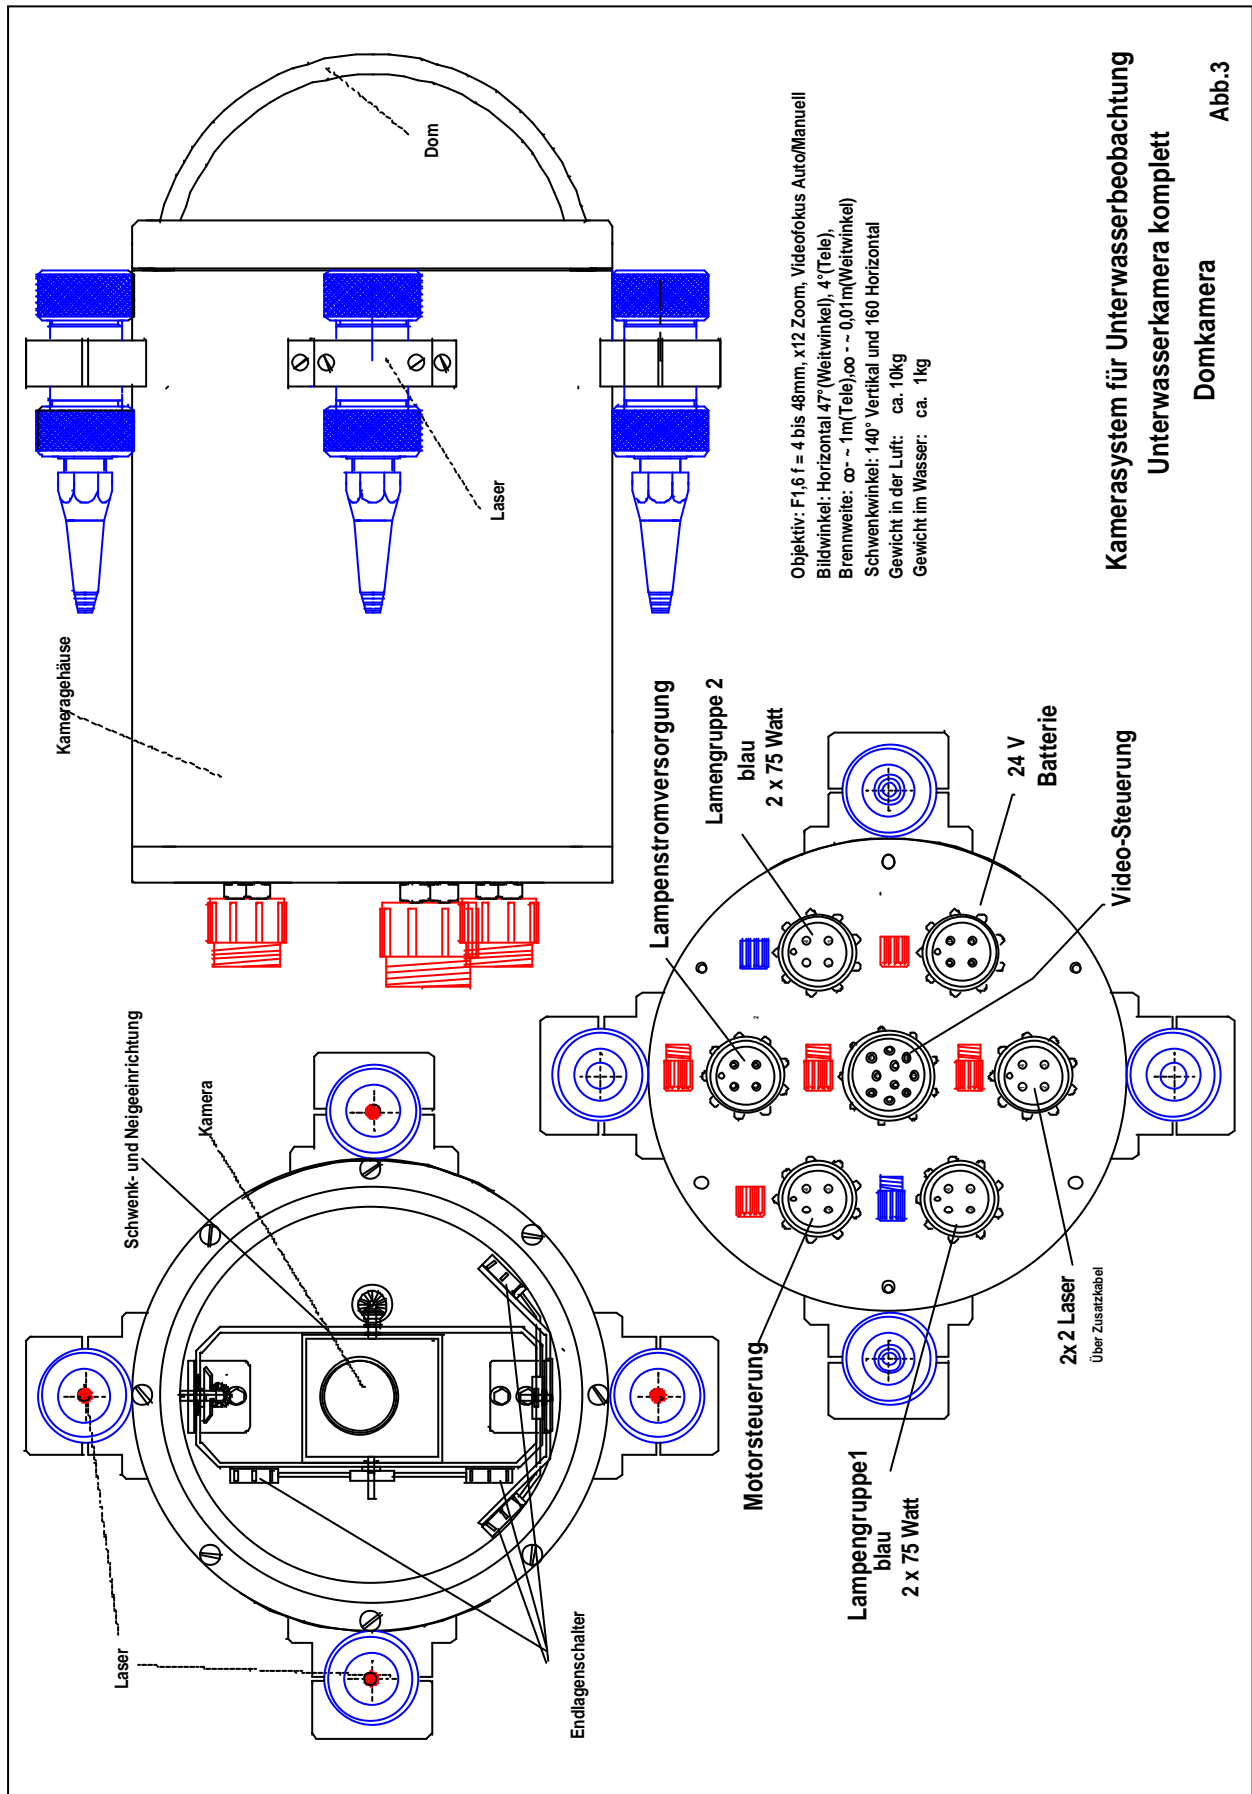 Dom
Laser
Kameragehäuse
Objektiv: F1,6 f = 4 bis 48mm, x12 Zoom, Videofokus Auto/Manuell
Bildwinkel: Horizontal 47°(Weitwinkel), 4°(Tele),
Brennweite: ∞- ~ 1m(Tele),∞ - ~ 0,01m(Weitwinkel)
Schwenkwinkel: 140° Vertikal und 160 Horizontal
Gewicht in der Luft: ca. 10kg
Gewicht im Wasser: ca. 1kg
Schwenk- und Neigeeinrichtung
Kamera
Laser
Endlagenschalter
Lampenstromversorgung
Lamengruppe 2
blau
2 x 75 Watt
24 V
Batterie
Video-Steuerung
2
Motorsteuerung
Lampengruppe1
blau
2 x 75 Watt
2x 2 Laser
Über Zusatzkabel
Kamerasystem für Unterwasserbeobachtung
Unterwasserkamera komplett
Domkamera
Abb.3